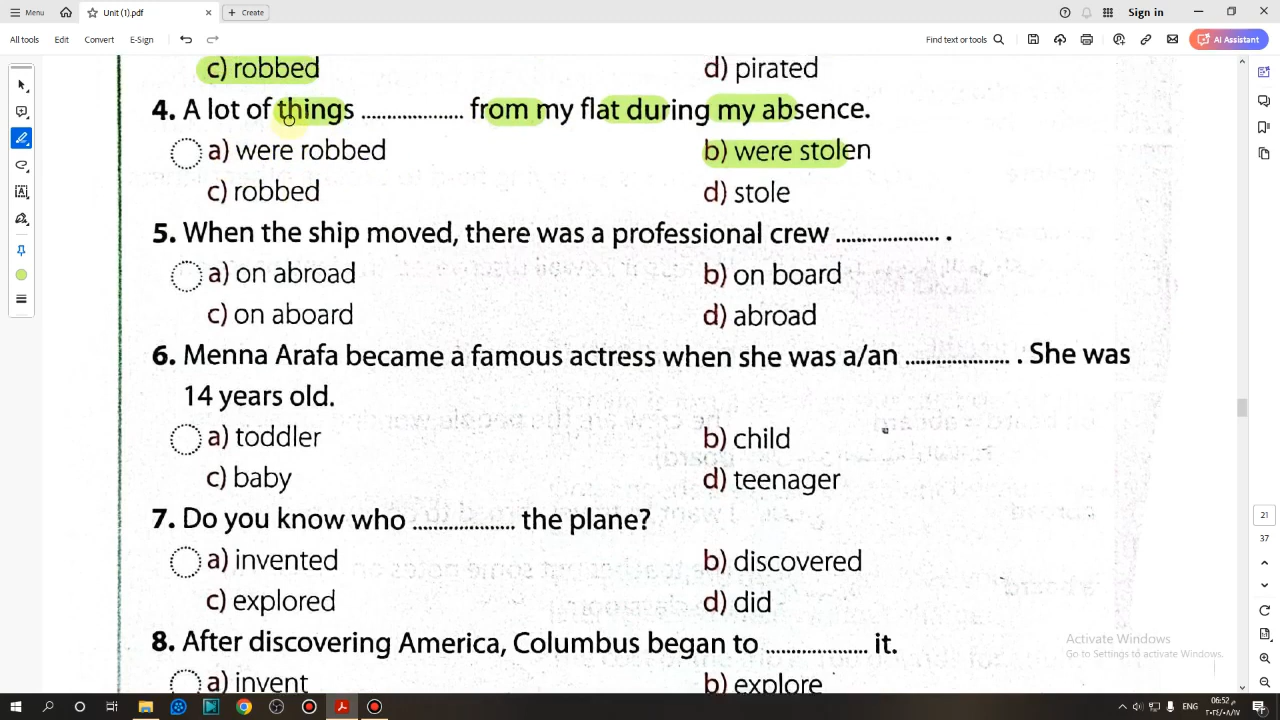 Menu
Unit (1).pdf
Create
Sign in
All tools
Edit
Convert
E-Sign
Find text or tools
AI Assistant
c) robbed
d) pirated
4. A lot of things .................... from my flat during my absence.
a) were robbed
b) were stolen
c) robbed
d) stole
5. When the ship moved, there was a professional crew .................... .
a) on abroad
b) on board
c) on aboard
d) abroad
6. Menna Arafa became a famous actress when she was a/an .................... . She was
14 years old.
a) toddler
b) child
c) baby
d) teenager
7. Do you know who .................... the plane?
a) invented
b) discovered
c) explored
d) did
8. After discovering America, Columbus began to .................... it.
a) invent
b) explore
21
37
Activate Windows
Go to Settings to activate Windows.
ENG
06:52